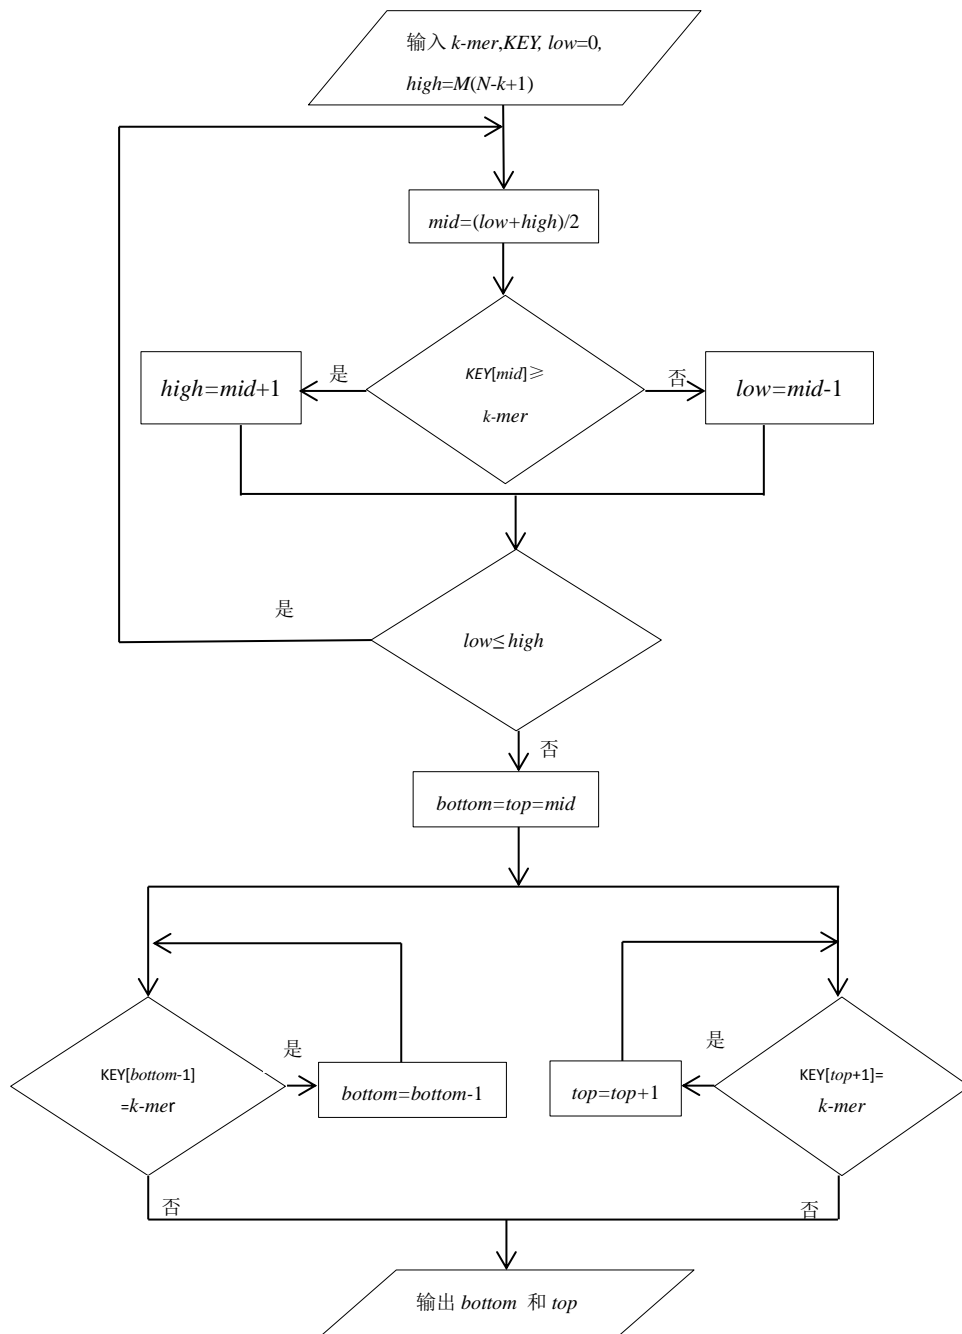 输入 k-mer,KEY, low=0,
high=M(N-k+1)
mid=(low+high)/2
KEY[mid]≥
k-mer
是
high=mid+1
否
low=mid-1
low≤high
是
否
bottom=top=mid
KEY[bottom-1]
=k-mer
是
bottom=bottom-1
KEY[top+1]=
k-mer
是
top=top+1
否
否
输出 bottom 和 top